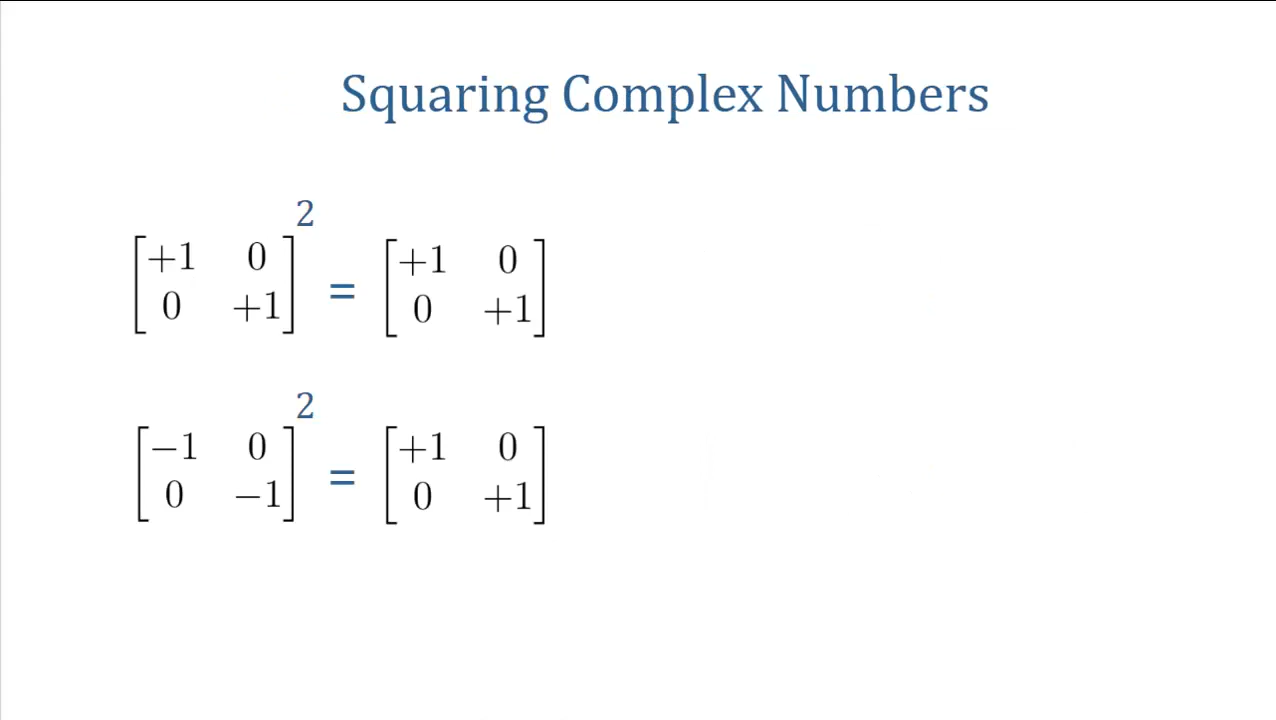 Squaring Complex Numbers
[+1 0
0 +1]² = [+1 0
0 +1]
[−1 0
0 −1]² = [+1 0
0 +1]